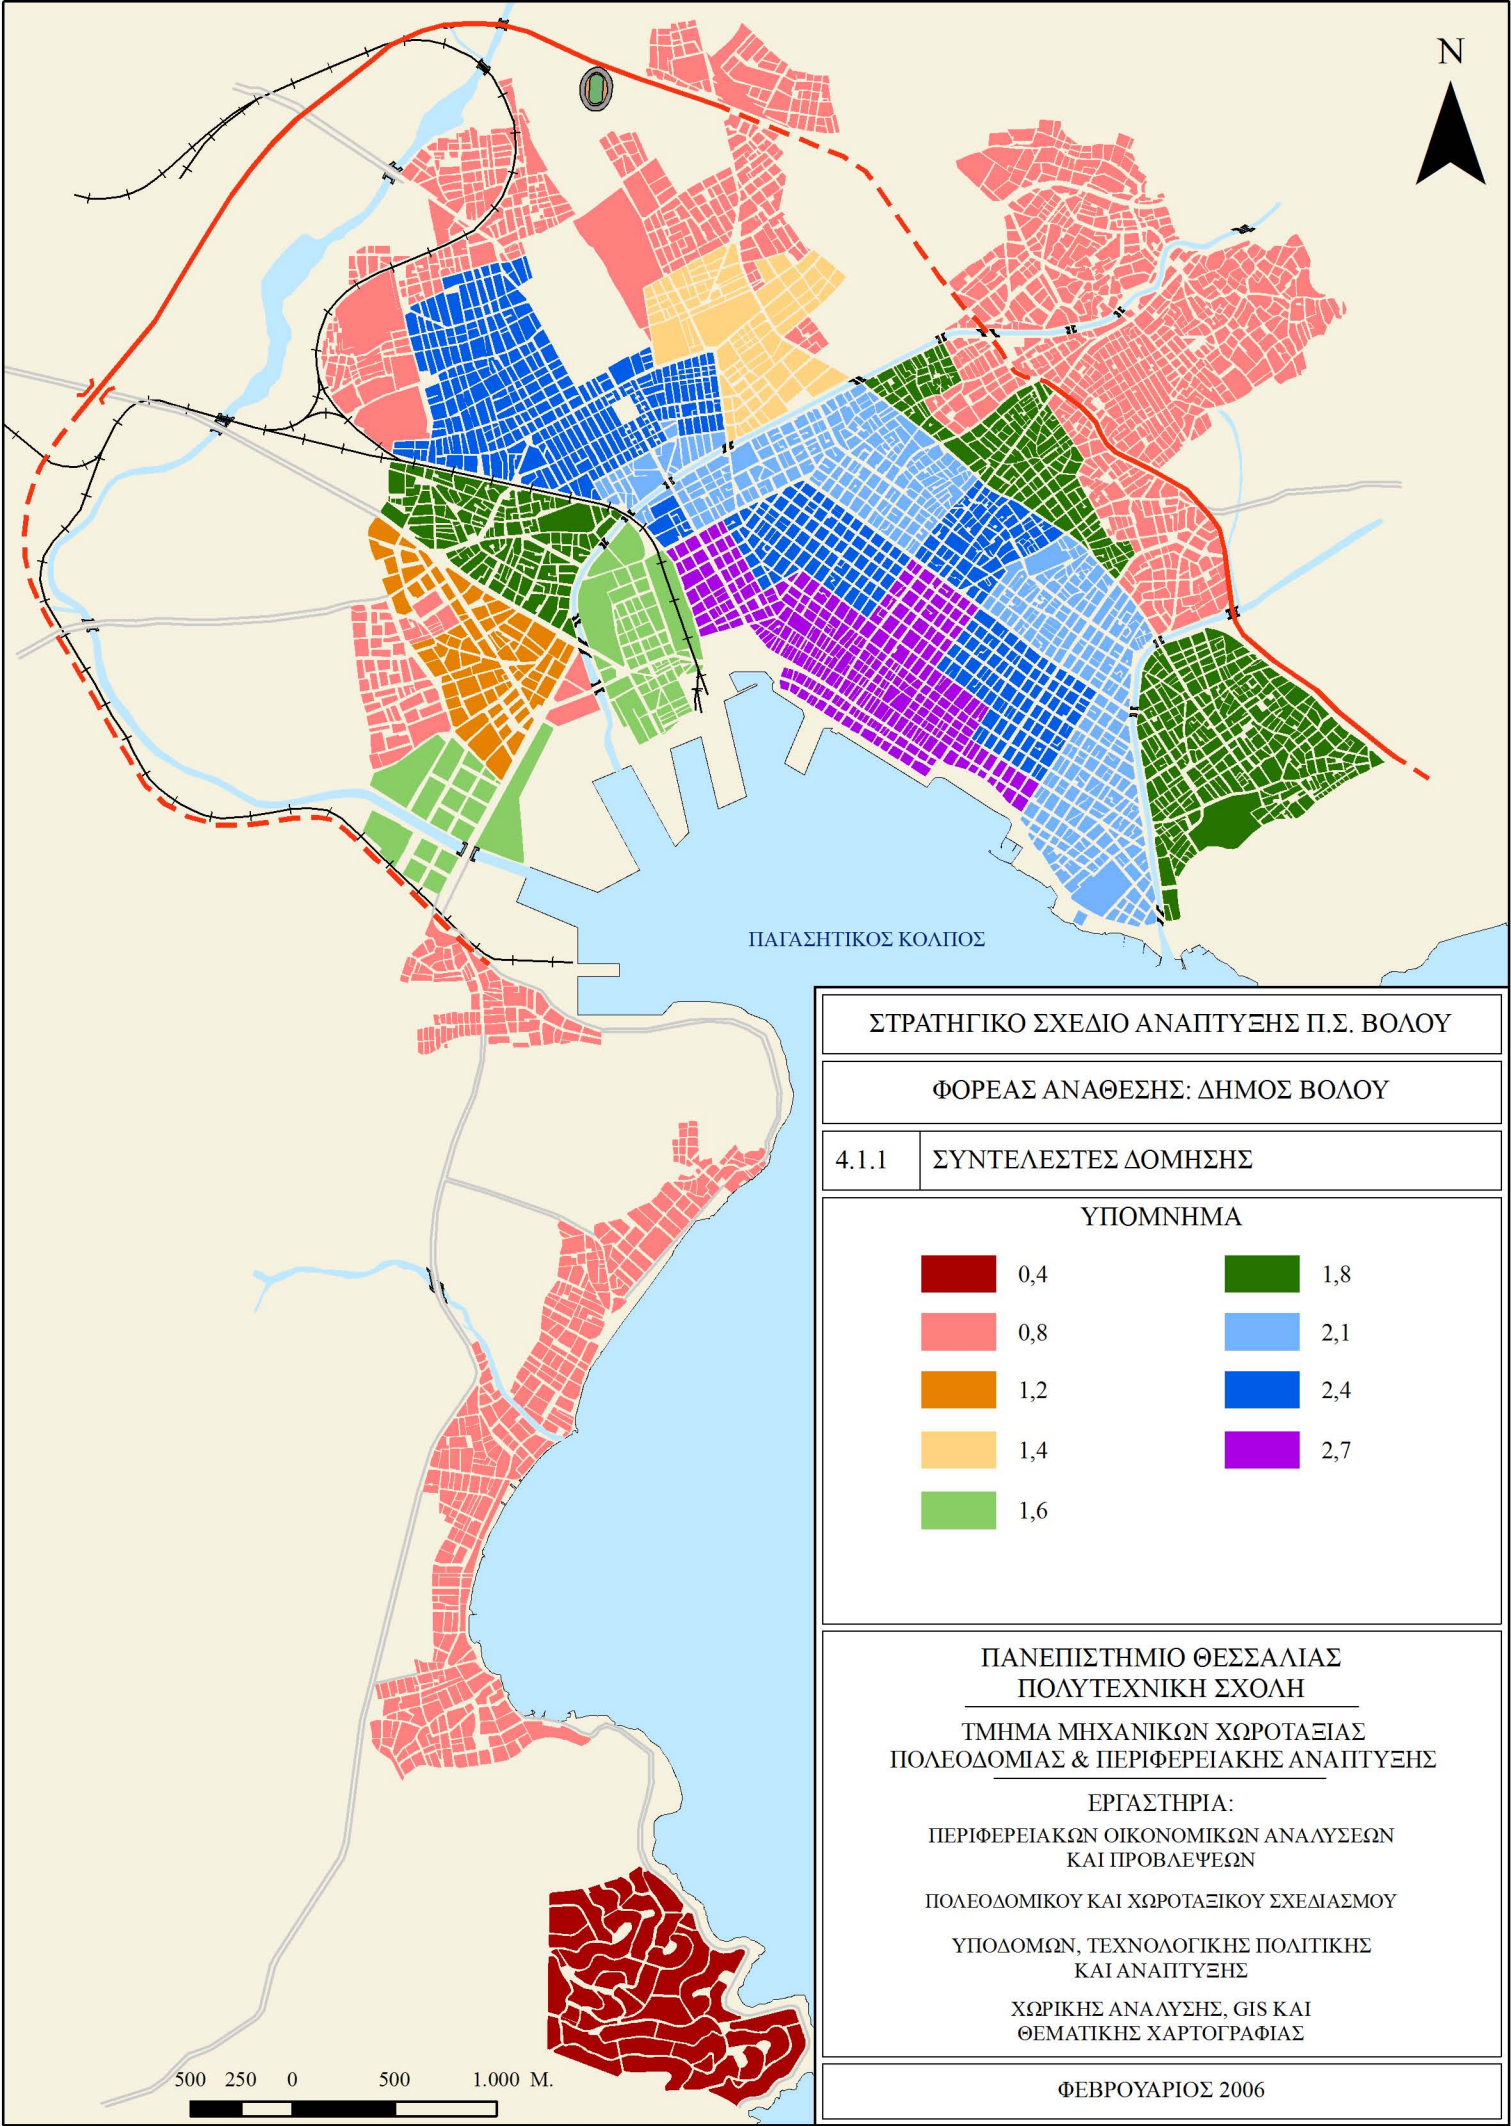 N
ΠΑΓΑΣΗΤΙΚΟΣ ΚΟΛΠΟΣ
ΣΤΡΑΤΗΓΙΚΟ ΣΧΕΔΙΟ ΑΝΑΠΤΥΞΗΣ Π.Σ. ΒΟΛΟΥ
ΦΟΡΕΑΣ ΑΝΑΘΕΣΗΣ: ΔΗΜΟΣ ΒΟΛΟΥ
4.1.1 ΣΥΝΤΕΛΕΣΤΕΣ ΔΟΜΗΣΗΣ
ΥΠΟΜΝΗΜΑ
0,4
0,8
1,2
1,4
1,6
1,8
2,1
2,4
2,7
ΠΑΝΕΠΙΣΤΗΜΙΟ ΘΕΣΣΑΛΙΑΣ
ΠΟΛΥΤΕΧΝΙΚΗ ΣΧΟΛΗ
ΤΜΗΜΑ ΜΗΧΑΝΙΚΩΝ ΧΩΡΟΤΑΞΙΑΣ
ΠΟΛΕΟΔΟΜΙΑΣ & ΠΕΡΙΦΕΡΕΙΑΚΗΣ ΑΝΑΠΤΥΞΗΣ
ΕΡΓΑΣΤΗΡΙΑ:
ΠΕΡΙΦΕΡΕΙΑΚΩΝ ΟΙΚΟΝΟΜΙΚΩΝ ΑΝΑΛΥΣΕΩΝ
ΚΑΙ ΠΡΟΒΛΕΨΕΩΝ
ΠΟΛΕΟΔΟΜΙΚΟΥ ΚΑΙ ΧΩΡΟΤΑΞΙΚΟΥ ΣΧΕΔΙΑΣΜΟΥ
ΥΠΟΔΟΜΩΝ, ΤΕΧΝΟΛΟΓΙΚΗΣ ΠΟΛΙΤΙΚΗΣ
ΚΑΙ ΑΝΑΠΤΥΞΗΣ
ΧΩΡΙΚΗΣ ΑΝΑΛΥΣΗΣ, GIS ΚΑΙ
ΘΕΜΑΤΙΚΗΣ ΧΑΡΤΟΓΡΑΦΙΑΣ
ΦΕΒΡΟΥΑΡΙΟΣ 2006
500 250 0 500 1.000 Μ.